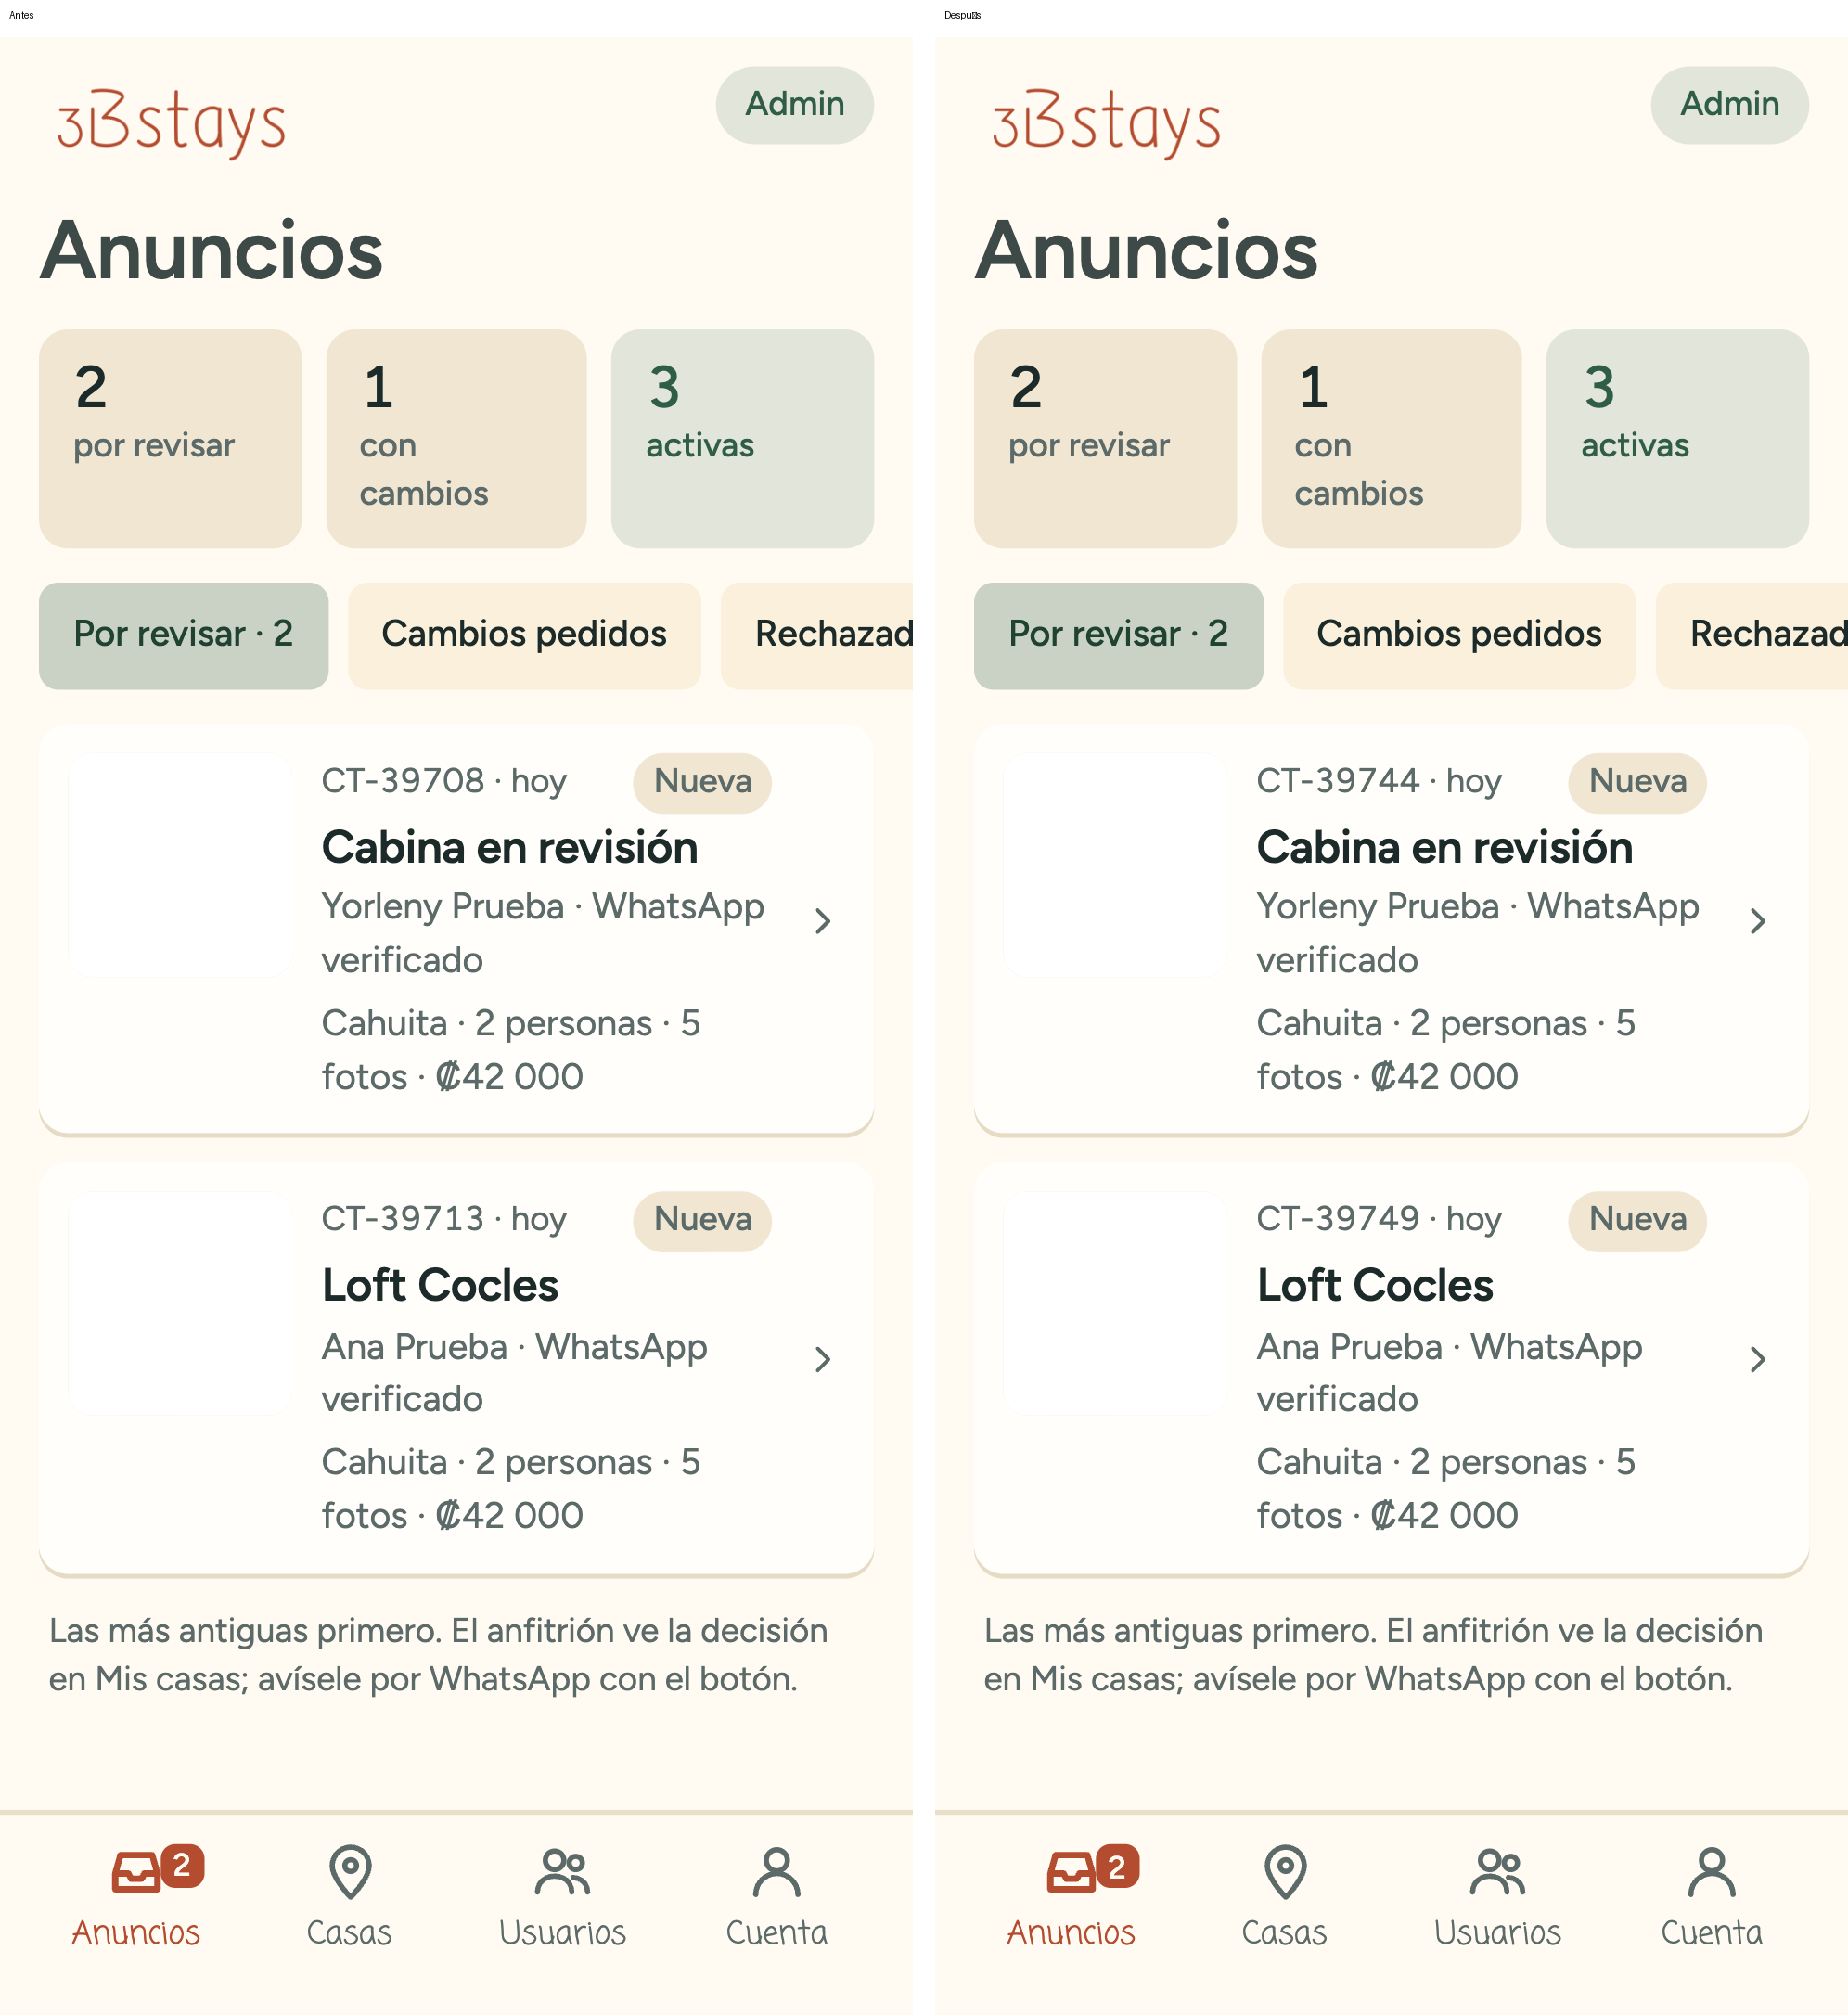 Antes
3Bstays
Admin
Anuncios
2
por revisar
1
con
cambios
3
activas
Por revisar · 2
Cambios pedidos
Rechazad
CT-39708 · hoy
Nueva
Cabina en revisión
Yorleny Prueba · WhatsApp
verificado
Cahuita · 2 personas · 5
fotos · ₡42 000
CT-39713 · hoy
Nueva
Loft Cocles
Ana Prueba · WhatsApp
verificado
Cahuita · 2 personas · 5
fotos · ₡42 000
Las más antiguas primero. El anfitrión ve la decisión
en Mis casas; avísele por WhatsApp con el botón.
2
Anuncios
Casas
Usuarios
Cuenta
3Bstays
Admin
Anuncios
2
por revisar
1
con
cambios
3
activas
Por revisar · 2
Cambios pedidos
Rechazad
CT-39744 · hoy
Nueva
Cabina en revisión
Yorleny Prueba · WhatsApp
verificado
Cahuita · 2 personas · 5
fotos · ₡42 000
CT-39749 · hoy
Nueva
Loft Cocles
Ana Prueba · WhatsApp
verificado
Cahuita · 2 personas · 5
fotos · ₡42 000
Las más antiguas primero. El anfitrión ve la decisión
en Mis casas; avísele por WhatsApp con el botón.
2
Anuncios
Casas
Usuarios
Cuenta